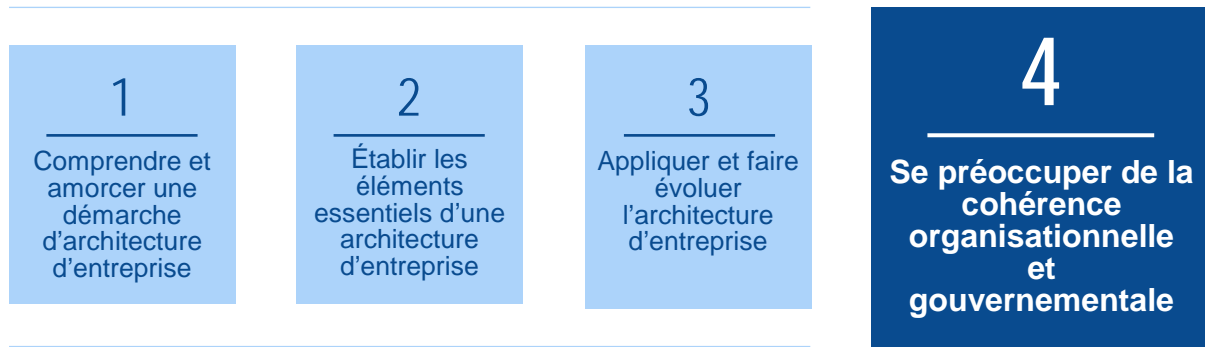 1
Comprendre et
amorcer une
démarche
d'architecture
d'entreprise
2
Établir les
éléments
essentiels d'une
architecture
d'entreprise
3
Appliquer et faire
évoluer
l'architecture
d'entreprise
4
Se préoccuper de la
cohérence
organisationnelle
et
gouvernementale